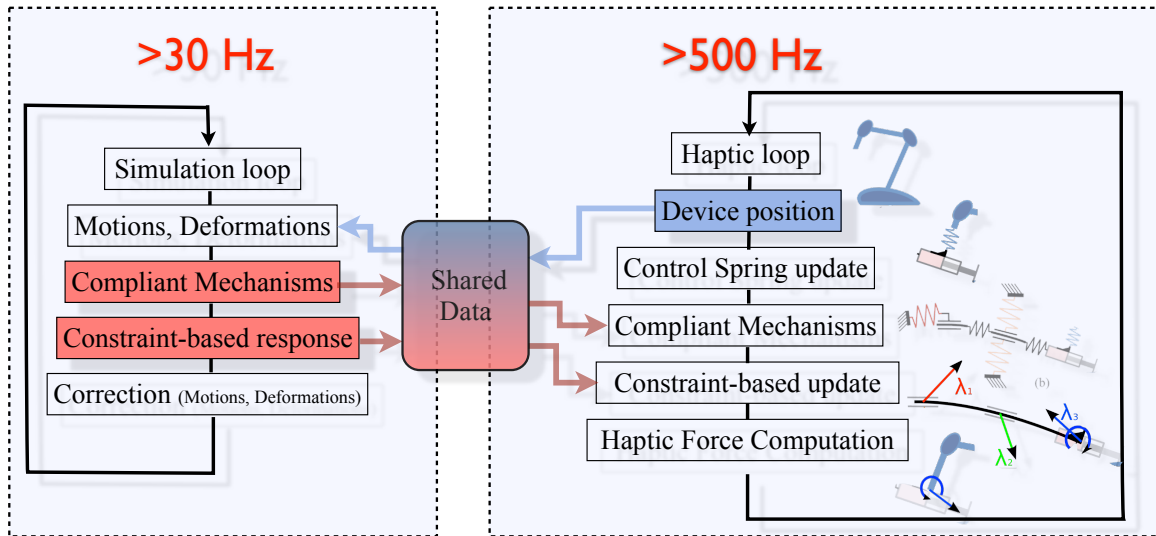 >30 Hz
Simulation loop
Motions, Deformations
Compliant Mechanisms
Constraint-based response
Correction (Motions, Deformations)
Shared
Data
>500 Hz
Haptic loop
Device position
Control Spring update
Compliant Mechanisms
Constraint-based update
Haptic Force Computation
(b)
λ1
λ2
λ3